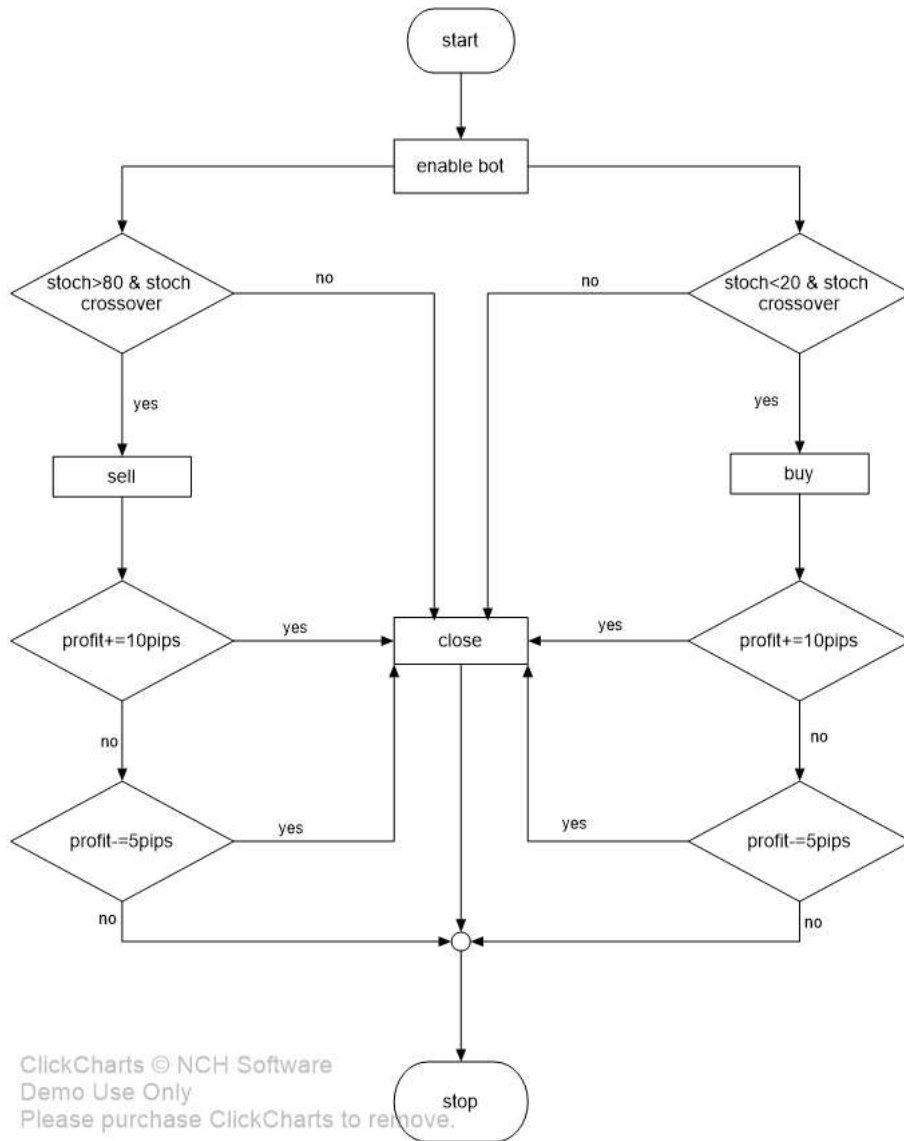 start
enable bot
stoch>80 & stoch
crossover
no
no
stoch<20 & stoch
crossover
yes
yes
sell
buy
profit+=10pips
yes
close
yes
profit+=10pips
no
no
profit-=5pips
yes
yes
profit-=5pips
no
no
ClickCharts © NCH Software
Demo Use Only
Please purchase ClickCharts to remove.
stop